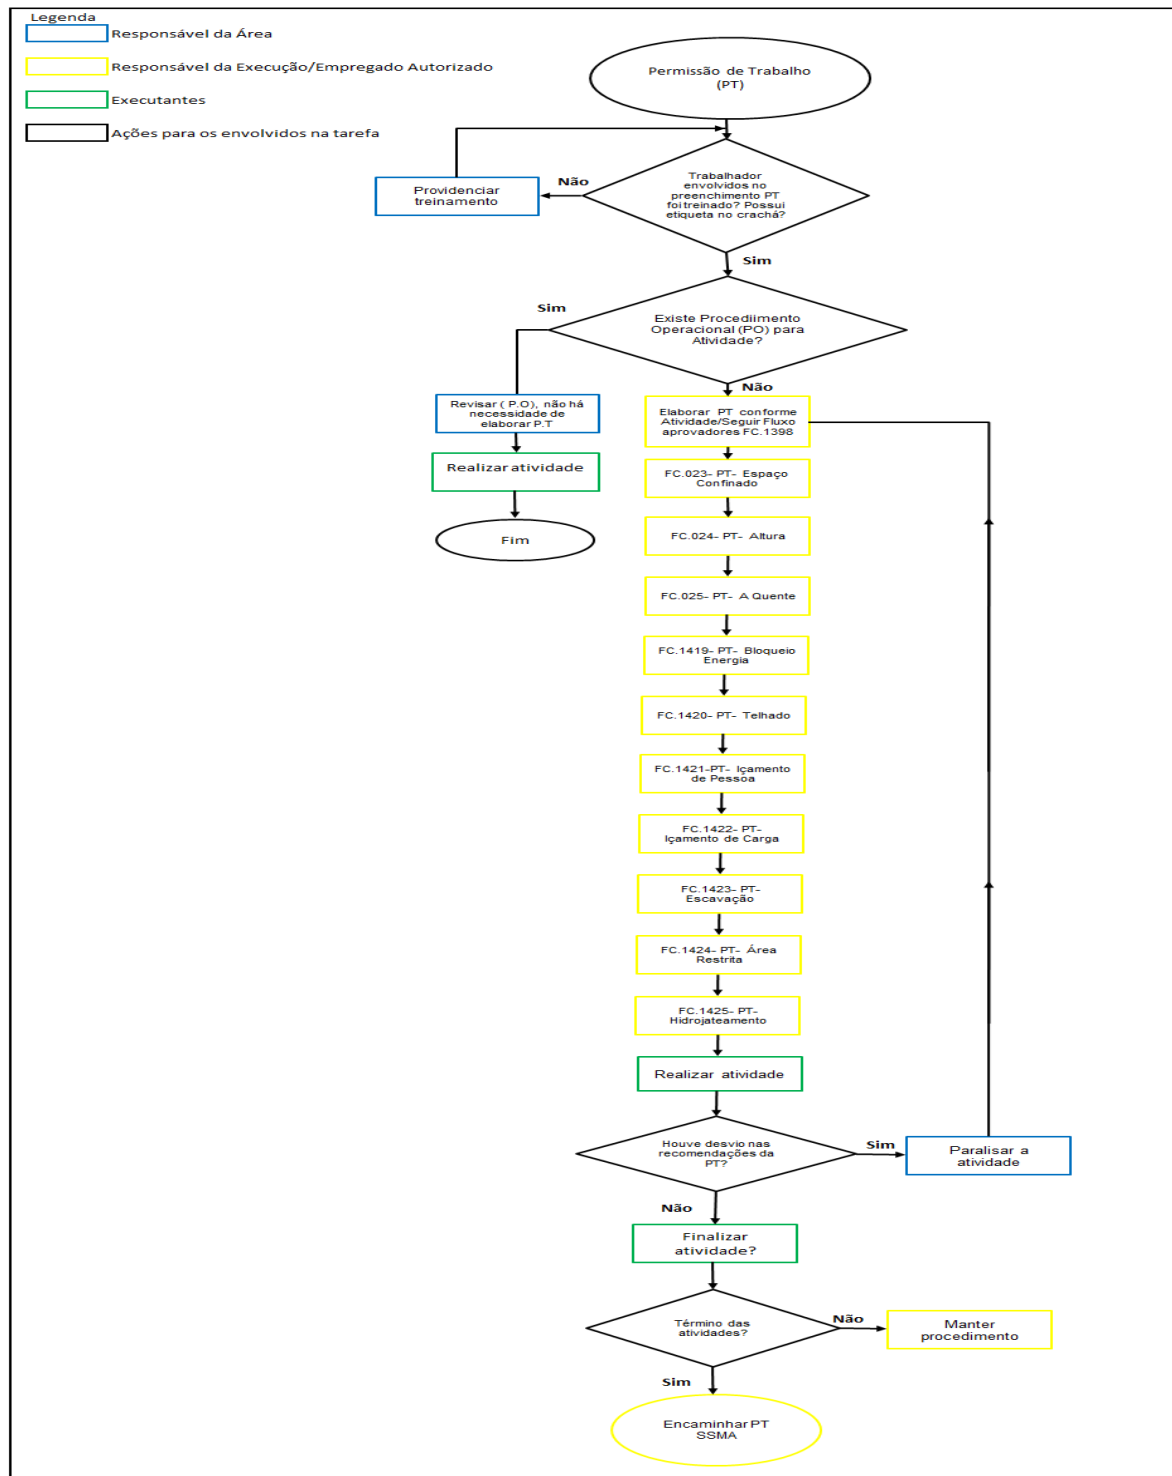 Legenda
Responsável da Área
Responsável da Execução/Empregado Autorizado
Executantes
Ações para os envolvidos na tarefa
Permissão de Trabalho
(PT)
Trabalhador
envolvidos no
preenchimento PT
foi treinado? Possui
etiqueta no crachá?
Não
Providenciar
treinamento
Sim
Existe Procediimento
Operacional (PO) para
Atividade?
Sim
Não
Revisar ( P.O), não há
necessidade de
elaborar P.T
Realizar atividade
Fim
Elaborar PT conforme
Atividade/Seguir Fluxo
aprovadores FC.1398
FC.023- PT- Espaço
Confinado
FC.024- PT- Altura
FC.025- PT- A Quente
FC.1419- PT- Bloqueio
Energia
FC.1420- PT- Telhado
FC.1421-PT- Içamento
de Pessoa
FC.1422- PT-
Içamento de Carga
FC.1423- PT-
Escavação
FC.1424- PT- Área
Restrita
FC.1425- PT-
Hidrojateamento
Realizar atividade
Houve desvio nas
recomendações da
PT?
Sim
Paralisar a
atividade
Não
Finalizar
atividade?
Término das
atividades?
Não
Manter
procedimento
Sim
Encaminhar PT
SSMA